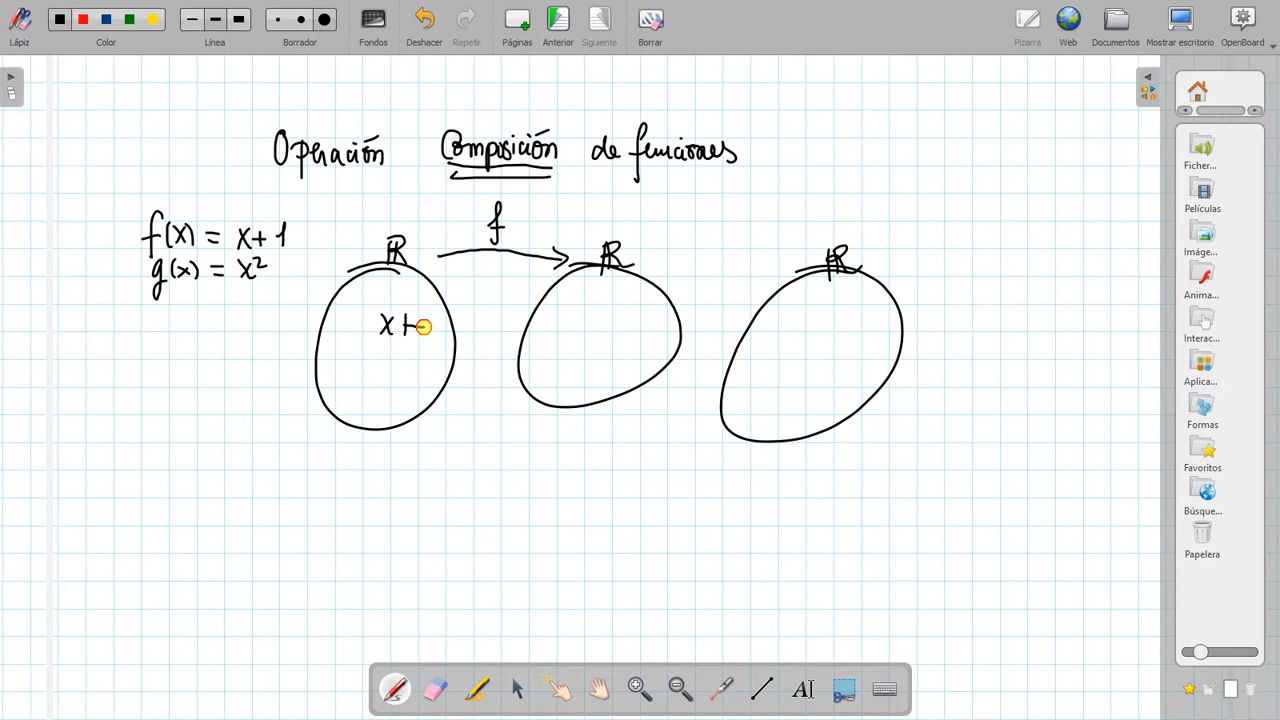 Lápiz
Color
Línea
Borrador
Fondos
Deshacer
Repetir
Páginas
Anterior
Siguiente
Borrar
Pizarra
Web
Documentos
Mostrar escritorio
OpenBoard
Operación Composición de funciones
f(x) = x+1
g(x) = x²
f
ℝ
ℝ
ℝ
x
Ficher...
Películas
Imáge...
Anima...
Interac...
Aplica...
Formas
Favoritos
Búsque...
Papelera